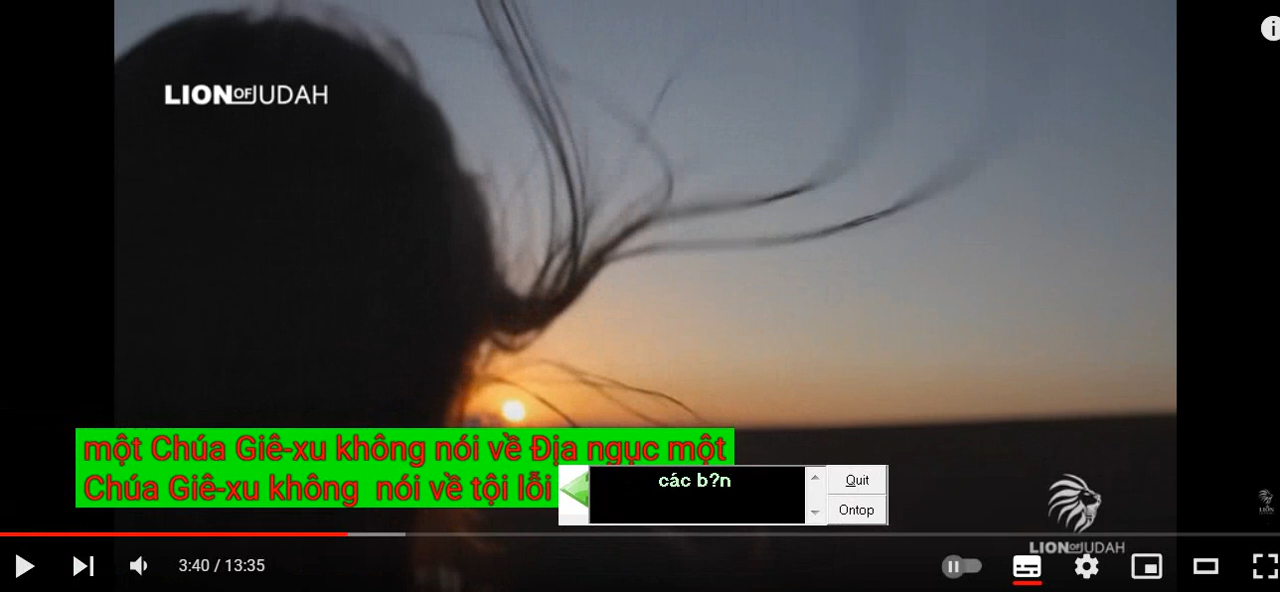 LION OF JUDAH
một Chúa Giê-xu không nói về Địa ngục một
Chúa Giê-xu không nói về tội lỗi
các b?n
Quit
Ontop
LION OF JUDAH
3:40 / 13:35